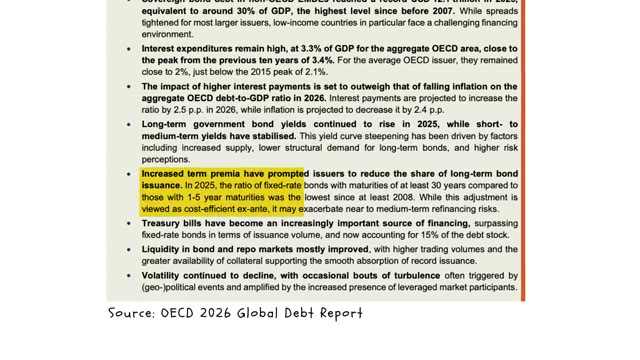 equivalent to around 30% of GDP, the highest level since before 2007. While spreads
tightened for most larger issuers, low-income countries in particular face a challenging financing
environment.
• Interest expenditures remain high, at 3.3% of GDP for the aggregate OECD area, close to
the peak from the previous ten years of 3.4%. For the average OECD issuer, they remained
close to 2%, just below the 2015 peak of 2.1%.
• The impact of higher interest payments is set to outweigh that of falling inflation on the
aggregate OECD debt-to-GDP ratio in 2026. Interest payments are projected to increase the
ratio by 2.5 p.p. in 2026, while inflation is projected to decrease it by 2.4 p.p.
• Long-term government bond yields continued to rise in 2025, while short- to
medium-term yields have stabilised. This yield curve steepening has been driven by factors
including increased supply, lower structural demand for long-term bonds, and higher risk
perceptions.
• Increased term premia have prompted issuers to reduce the share of long-term bond
issuance. In 2025, the ratio of fixed-rate bonds with maturities of at least 30 years compared to
those with 1-5 year maturities was the lowest since at least 2008. While this adjustment is
viewed as cost-efficient ex-ante, it may exacerbate near to medium-term refinancing risks.
• Treasury bills have become an increasingly important source of financing, surpassing
fixed-rate bonds in terms of issuance volume, and now accounting for 15% of the debt stock.
• Liquidity in bond and repo markets mostly improved, with higher trading volumes and the
greater availability of collateral supporting the smooth absorption of record issuance.
• Volatility continued to decline, with occasional bouts of turbulence often triggered by
(geo-)political events and amplified by the increased presence of leveraged market participants.
Source: OECD 2026 Global Debt Report